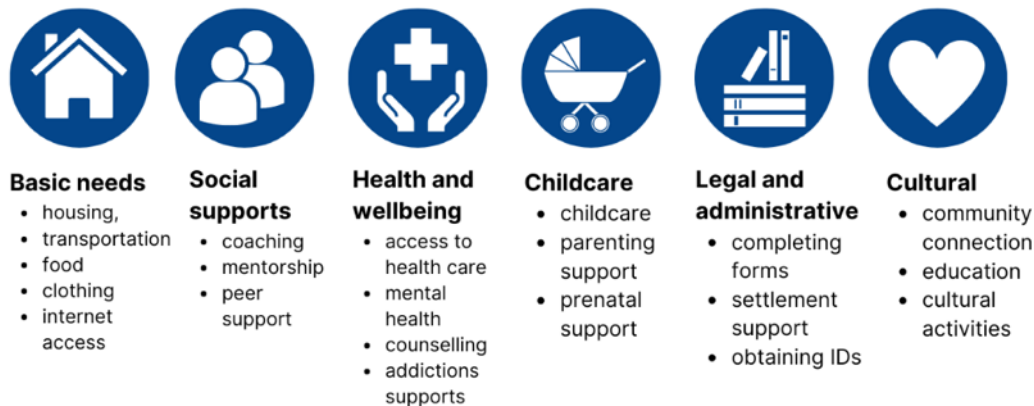 Basic needs
• housing,
• transportation
• food
• clothing
• internet
access
Social
supports
• coaching
• mentorship
• peer
support
Health and
wellbeing
• access to
health care
• mental
health
• counselling
• addictions
supports
Childcare
• childcare
• parenting
support
• prenatal
support
Legal and
administrative
• completing
forms
• settlement
support
• obtaining IDs
Cultural
• community
connection
• education
• cultural
activities